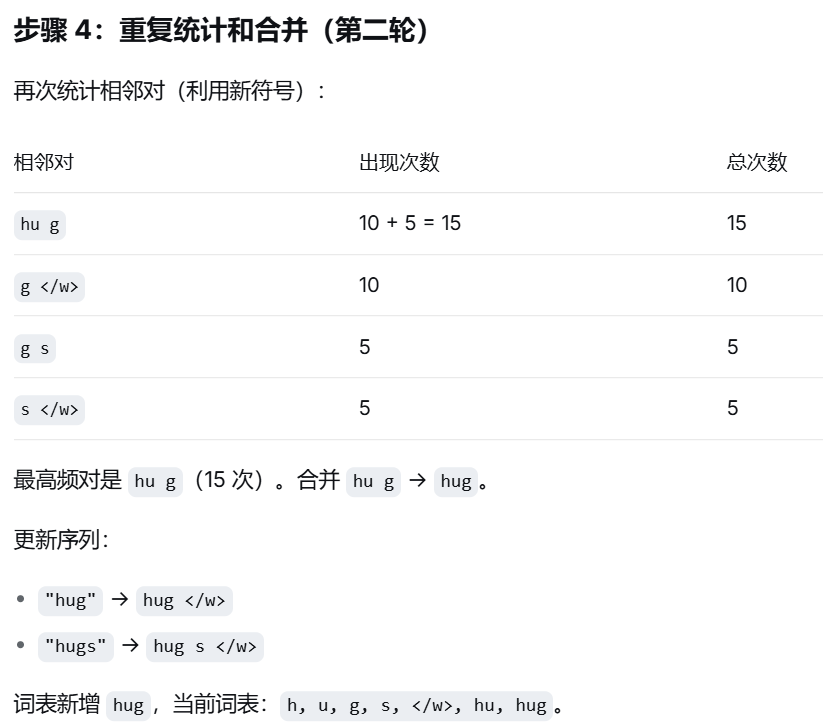 步骤 4：重复统计和合并（第二轮）
再次统计相邻对（利用新符号）：
相邻对 出现次数 总次数
hu g 10 + 5 = 15 15
g </w> 10 10
g s 5 5
s </w> 5 5
最高频对是 hu g（15 次）。合并 hu g → hug。
更新序列：
• "hug" → hug </w>
• "hugs" → hug s </w>
词表新增 hug，当前词表：h, u, g, s, </w>, hu, hug。